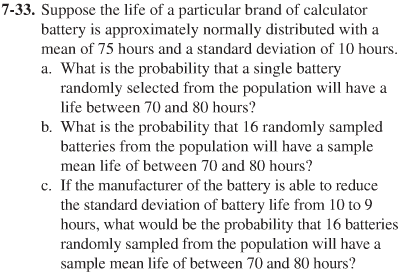 7-33. Suppose the life of a particular brand of calculator
battery is approximately normally distributed with a
mean of 75 hours and a standard deviation of 10 hours.
a. What is the probability that a single battery
randomly selected from the population will have a
life between 70 and 80 hours?
b. What is the probability that 16 randomly sampled
batteries from the population will have a sample
mean life of between 70 and 80 hours?
c. If the manufacturer of the battery is able to reduce
the standard deviation of battery life from 10 to 9
hours, what would be the probability that 16 batteries
randomly sampled from the population will have a
sample mean life of between 70 and 80 hours?